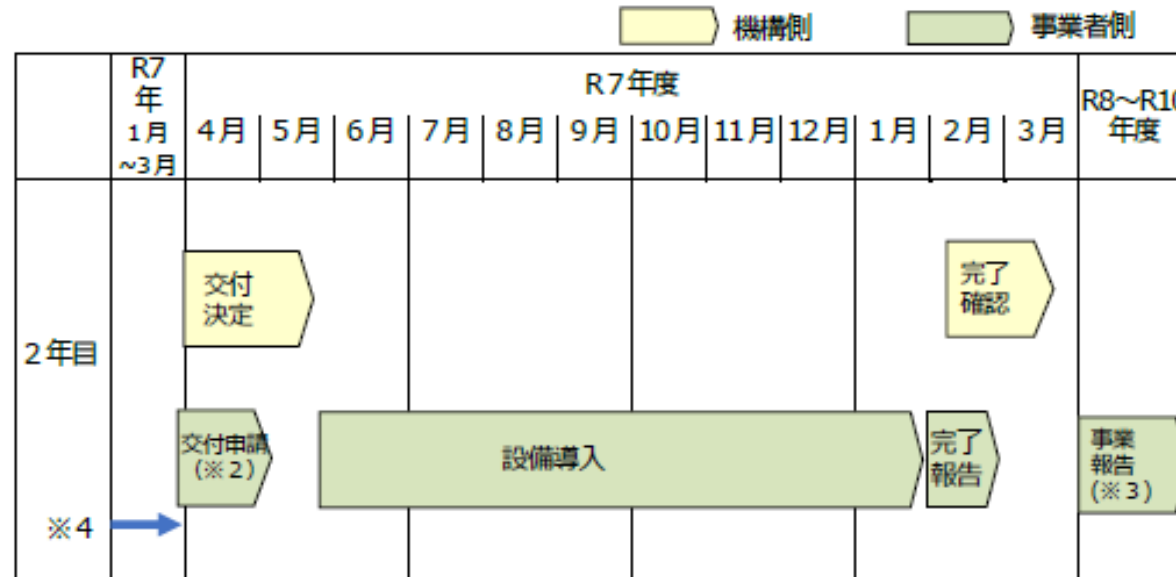 機構側 事業者側
R7
年
1月
~3月
R7年度
4月 5月 6月 7月 8月 9月 10月 11月 12月 1月 2月 3月
R8～R10
年度
2年目
交付
決定
完了
確認
交付申請
(※2)
設備導入
完了
報告
事業
報告
(※3)
※4